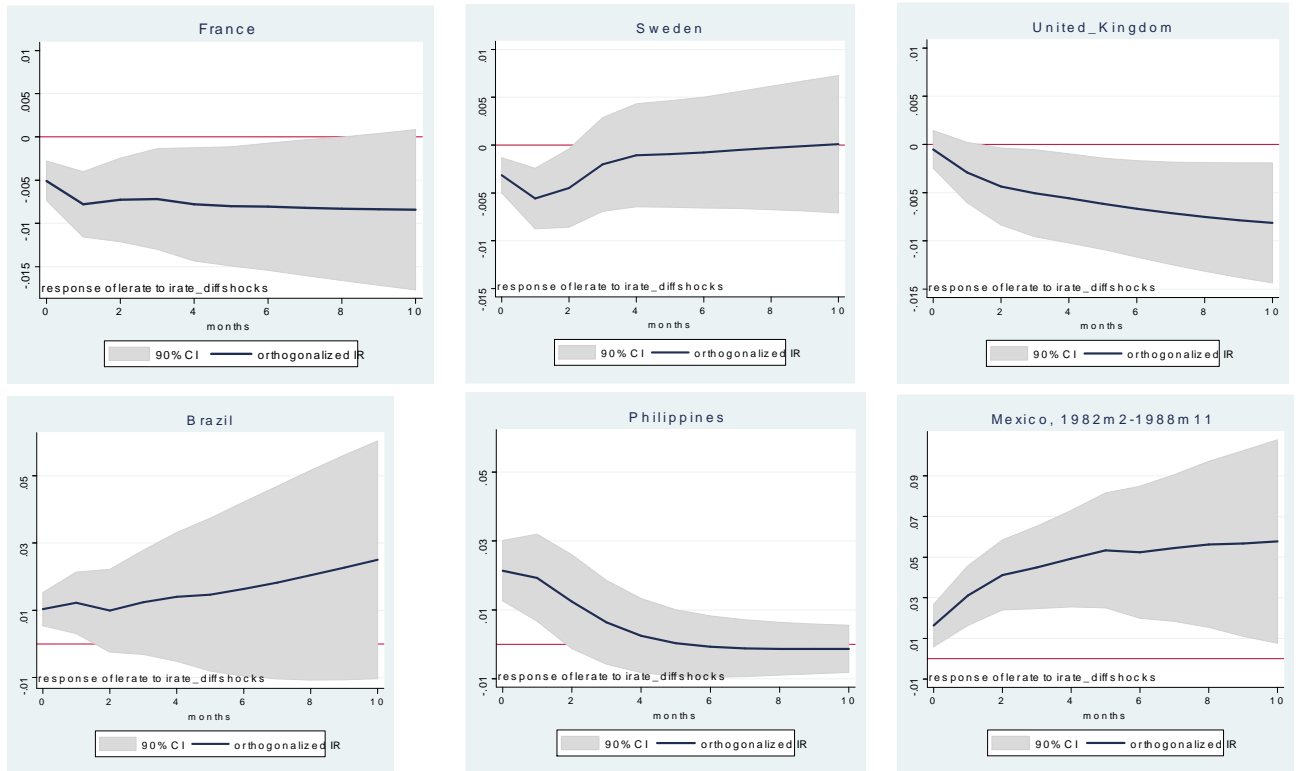 France
.01
.005
0
-.005
-.01
-.015
response of lerate to irate_diff shocks
0 2 4 6 8 10
months
90% CI orthogonalized IR
Sweden
.01
.005
0
-.005
-.01
-.015
response of lerate to irate_diff shocks
0 2 4 6 8 10
months
90% CI orthogonalized IR
United_Kingdom
.01
.005
0
-.005
-.01
-.015
response of lerate to irate_diff shocks
0 2 4 6 8 10
months
90% CI orthogonalized IR
Brazil
.05
.03
.01
-.01
response of lerate to irate_diff shocks
0 2 4 6 8 10
months
90% CI orthogonalized IR
Philippines
.05
.03
.01
-.01
response of lerate to irate_diff shocks
0 2 4 6 8 10
months
90% CI orthogonalized IR
Mexico, 1982m2-1988m11
.09
.07
.05
.03
.01
-.01
response of lerate to irate_diff shocks
0 2 4 6 8 10
months
90% CI orthogonalized IR